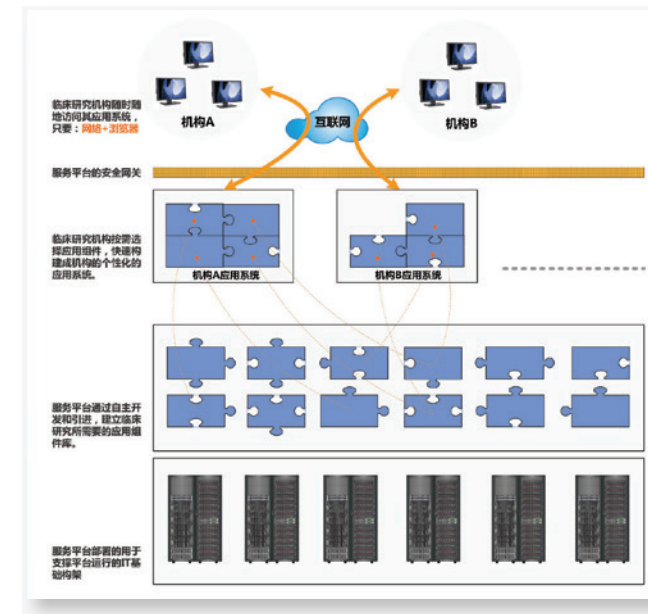 临床研究机构随时随
地访问其应用系统，
只要：网络+浏览器
机构A
互联网
机构B
服务平台的安全网关
临床研究机构按需选
择应用组件，快速构
建成机构的个性化的
应用系统。
机构A应用系统
机构B应用系统
服务平台通过自主开
发和引进，建立临床
研究所需要的应用组
件库。
服务平台部署的用于
支撑平台运行的IT基
础构架